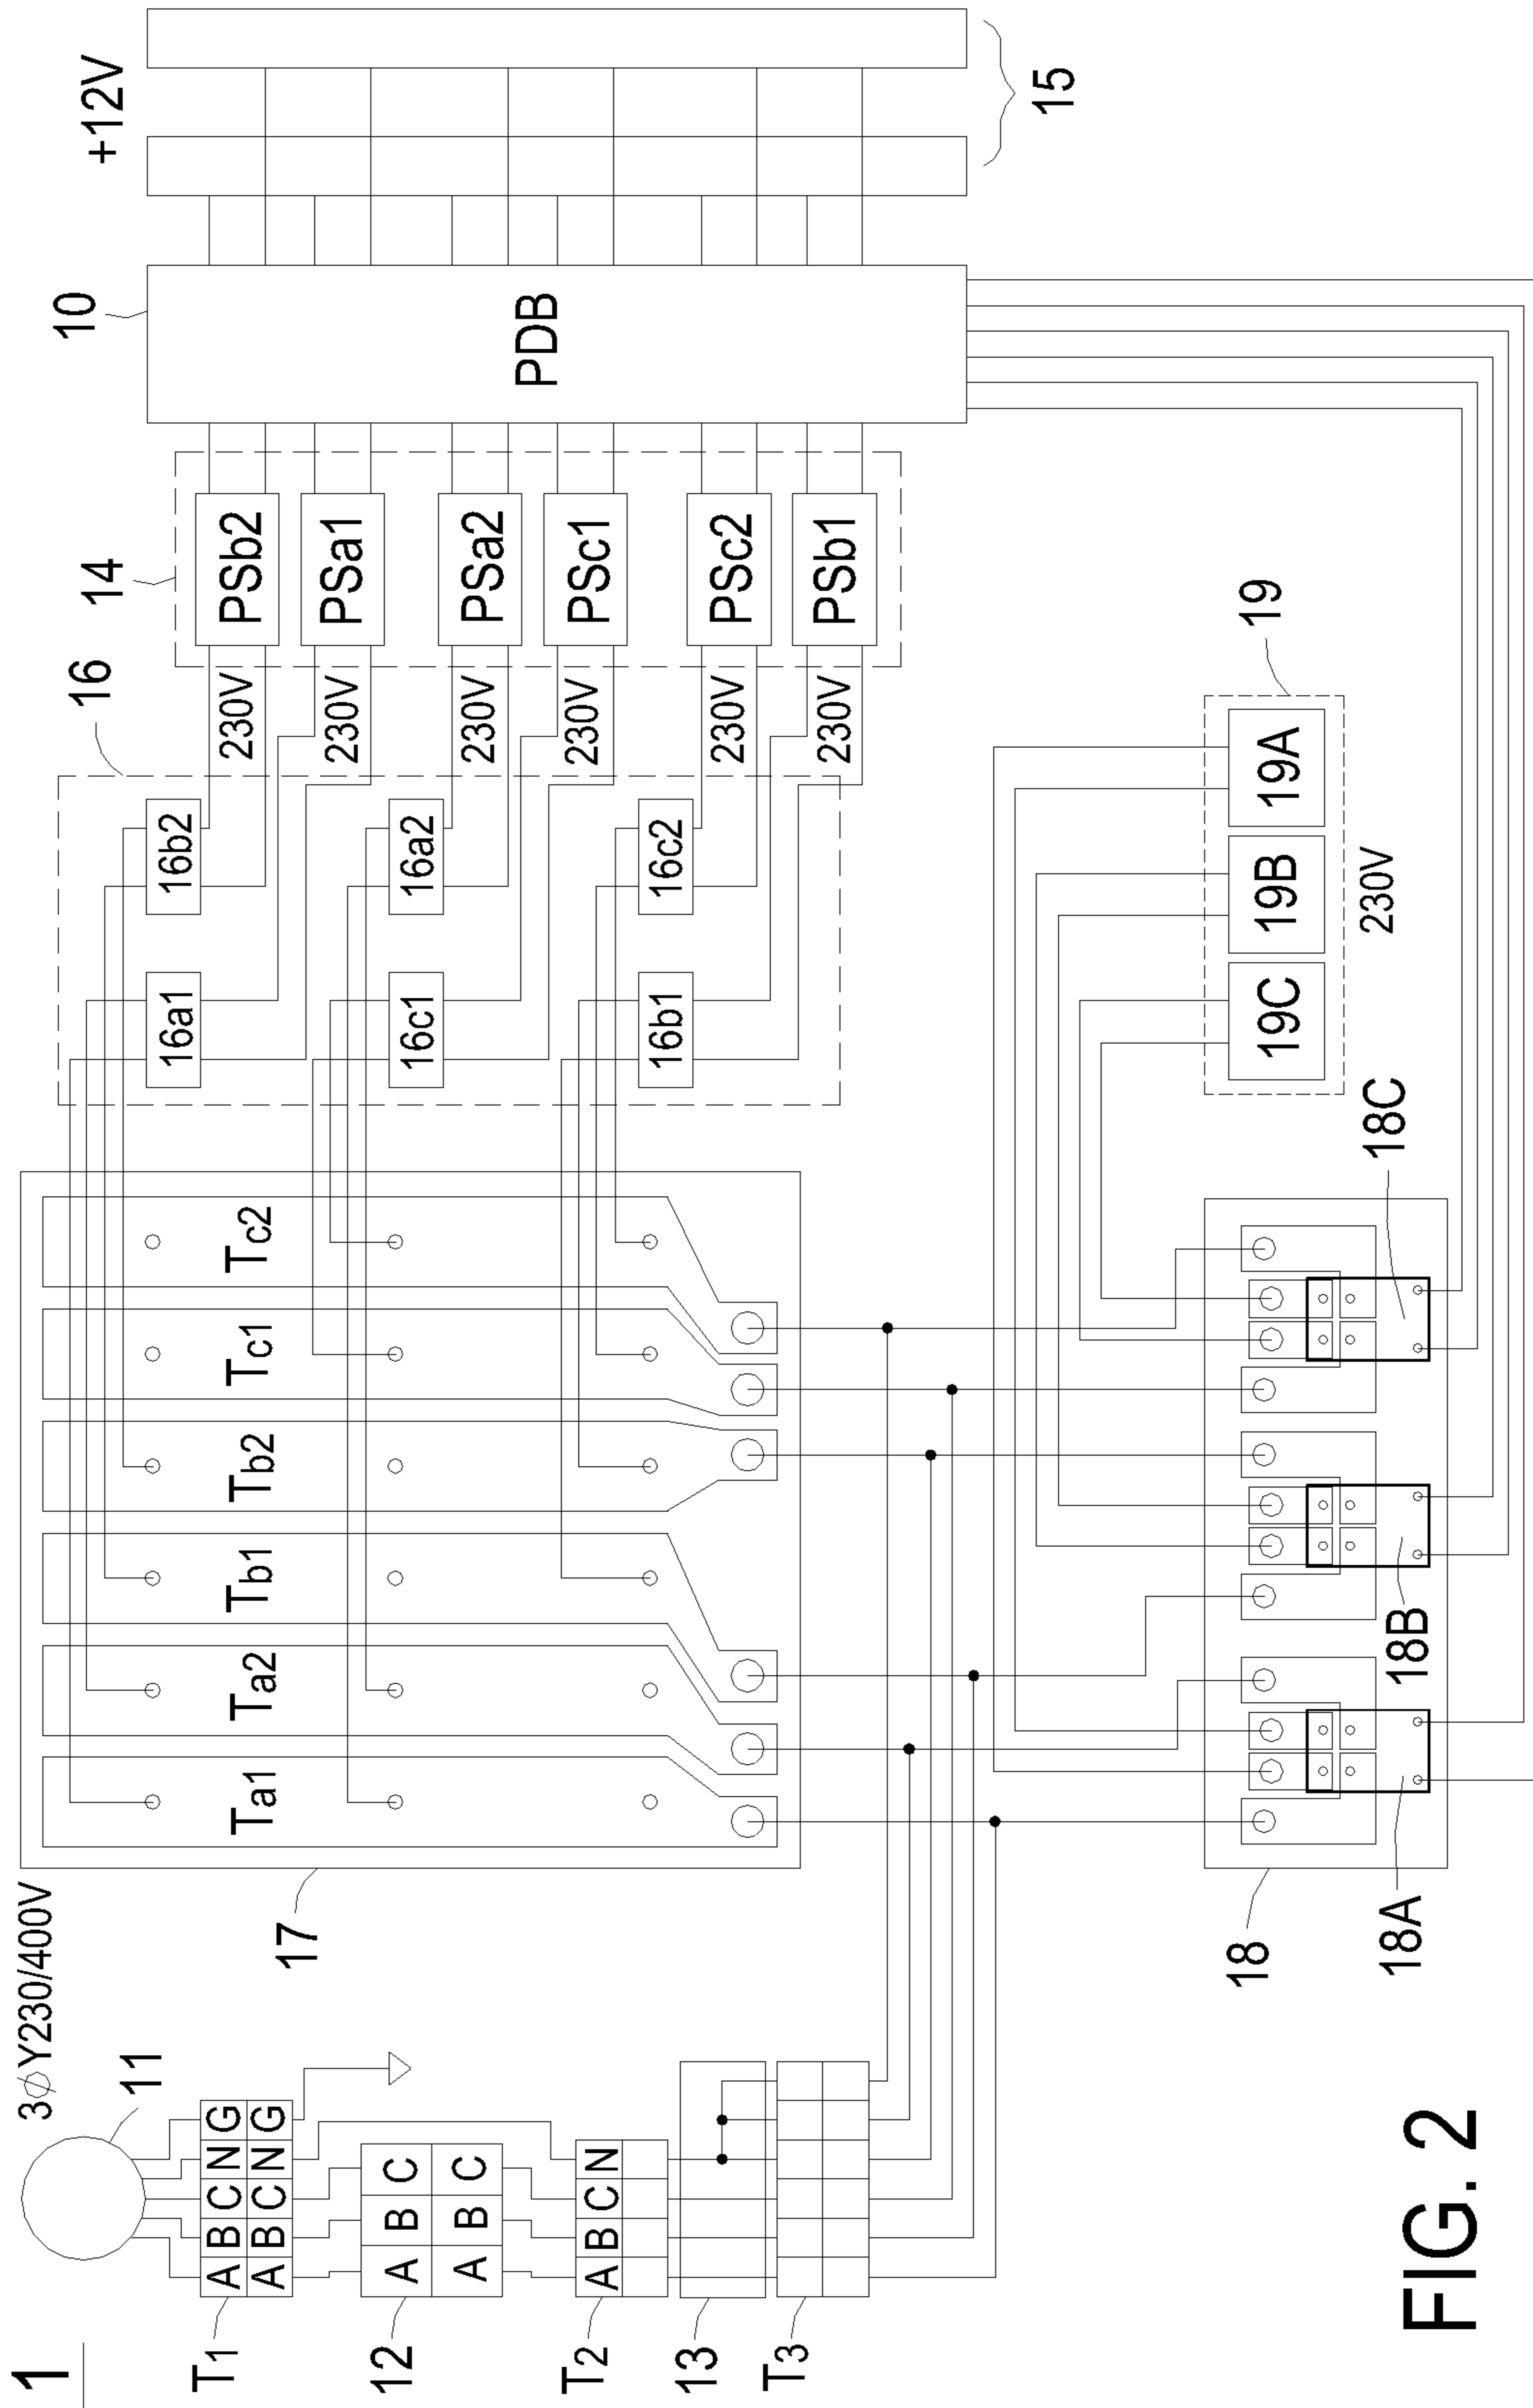 1
3∅Y230/400V
11
T1
A B C N G
A B C N G
12
A B C
A B C
T2
A B C N
13
T3
17
Ta1
Ta2
Tb1
Tb2
Tc1
Tc2
16
16a1
16b2
16c1
16a2
16b1
16c2
230V
230V
230V
230V
230V
230V
14
PSb2
PSa1
PSa2
PSc1
PSc2
PSb1
10
PDB
+12V
15
18
18A
18B
18C
19
19C
19B
19A
230V
FIG. 2